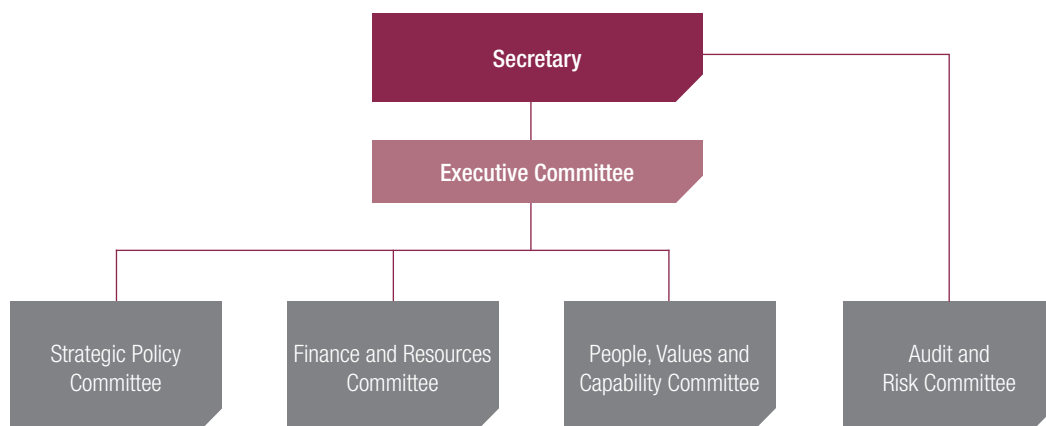 Secretary
Executive Committee
Strategic Policy
Committee
Finance and Resources
Committee
People, Values and
Capability Committee
Audit and
Risk Committee